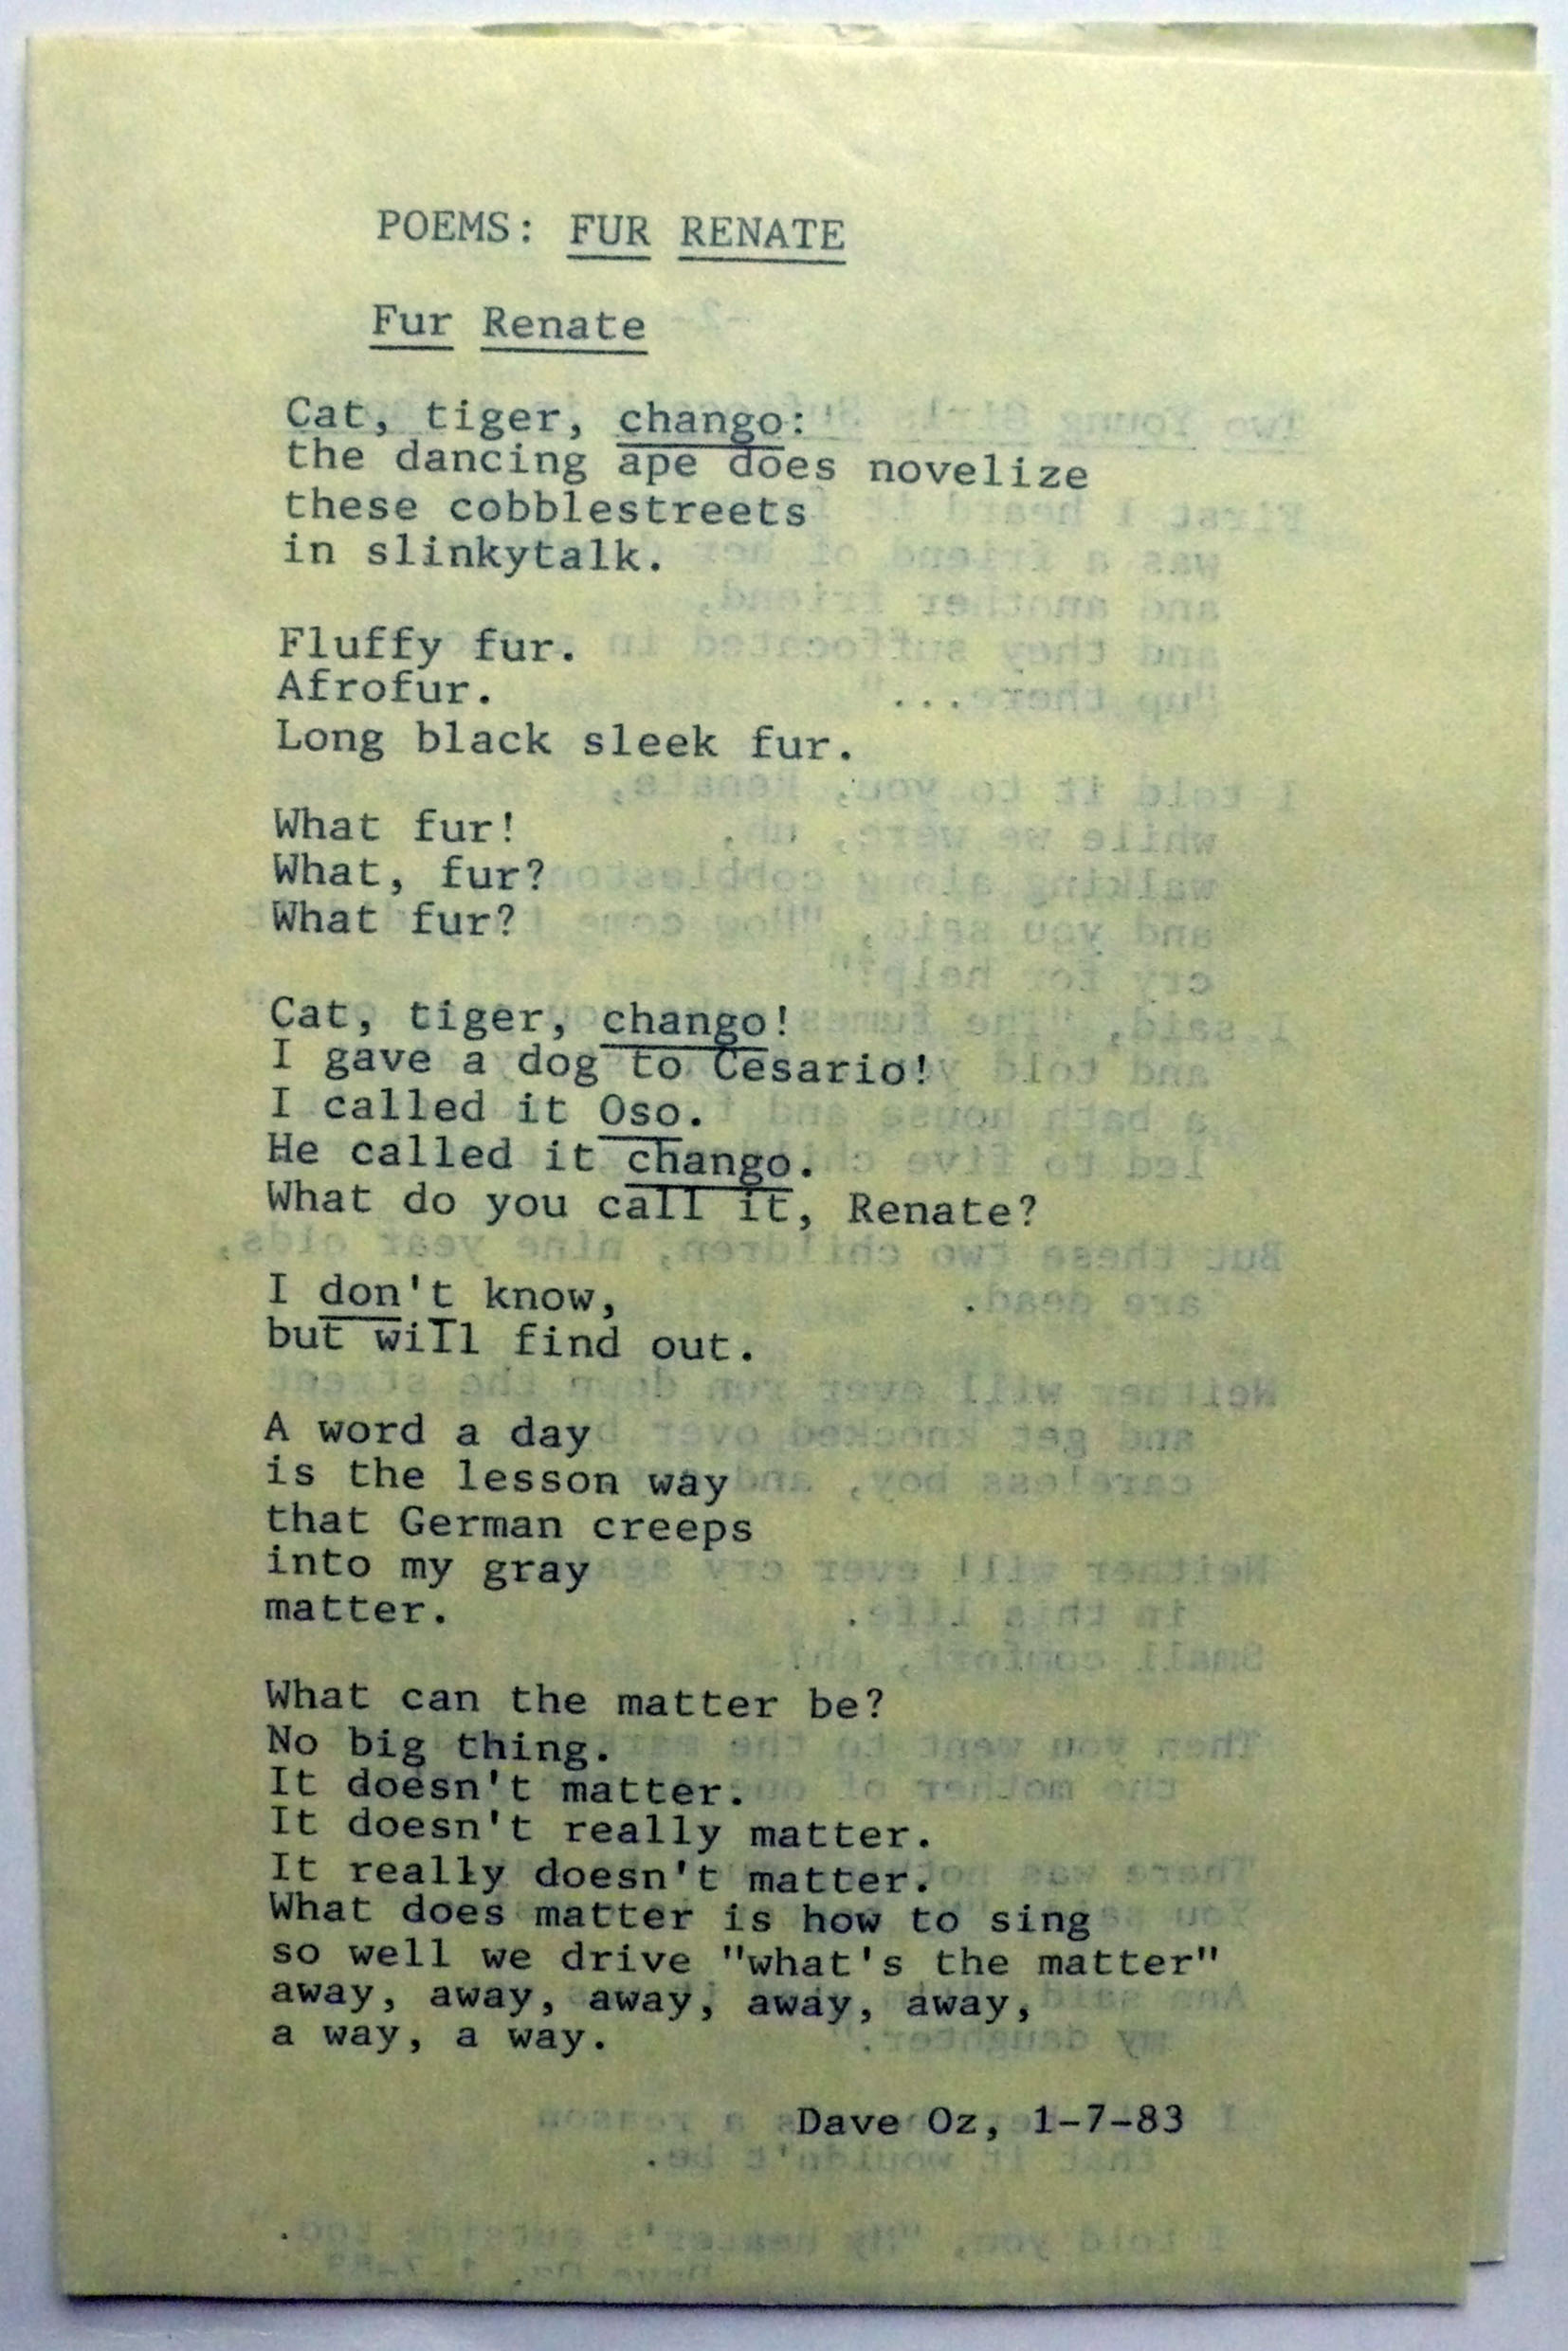 POEMS: FUR RENATE
Fur Renate
Cat, tiger, chango:
the dancing ape does novelize
these cobblestreets
in slinkytalk.
Fluffy fur.
Afrofur.
Long black sleek fur.
What fur!
What, fur?
What fur?
Cat, tiger, chango!
I gave a dog to Cesario!
I called it Oso.
He called it chango.
What do you call it, Renate?
I don't know,
but will find out.
A word a day
is the lesson way
that German creeps
into my gray
matter.
What can the matter be?
No big thing.
It doesn't matter.
It doesn't really matter.
It really doesn't matter.
What does matter is how to sing
so well we drive "what's the matter"
away, away, away, away, away,
a way, a way.
Dave Oz, 1-7-83